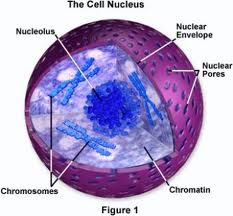 The Cell Nucleus
Nucleolus
Nuclear
Envelope
Nuclear
Pores
Chromosomes
Chromatin
Figure 1